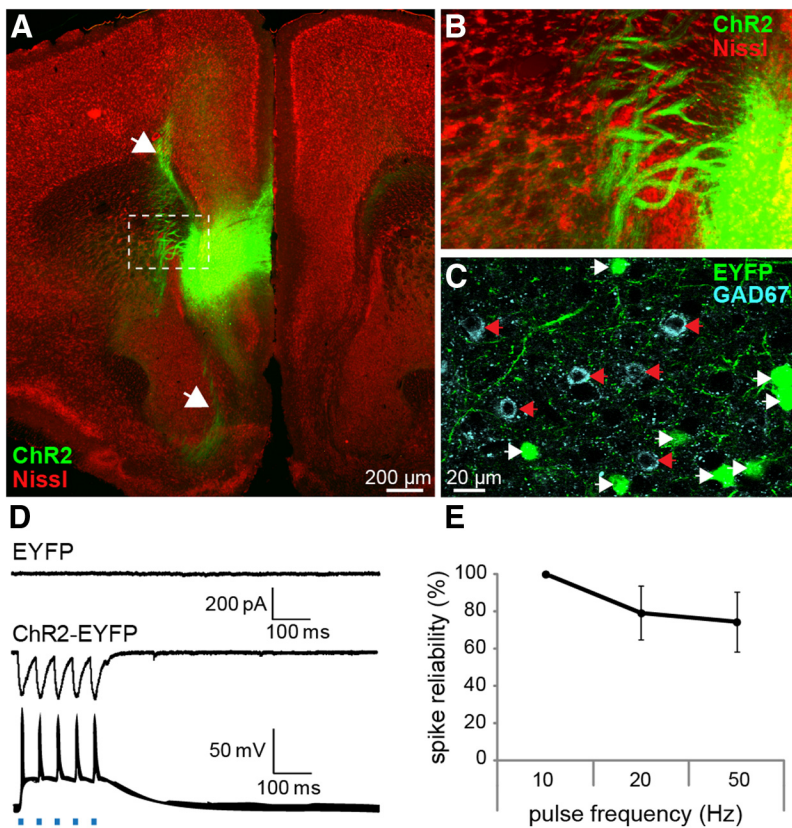 A
ChR2
Nissl
200 µm
B
ChR2
Nissl
C
EYFP
GAD67
20 µm
D
EYFP
200 pA
100 ms
ChR2-EYFP
50 mV
100 ms
E
spike reliability (%)
100
80
60
40
20
0
10
20
50
pulse frequency (Hz)